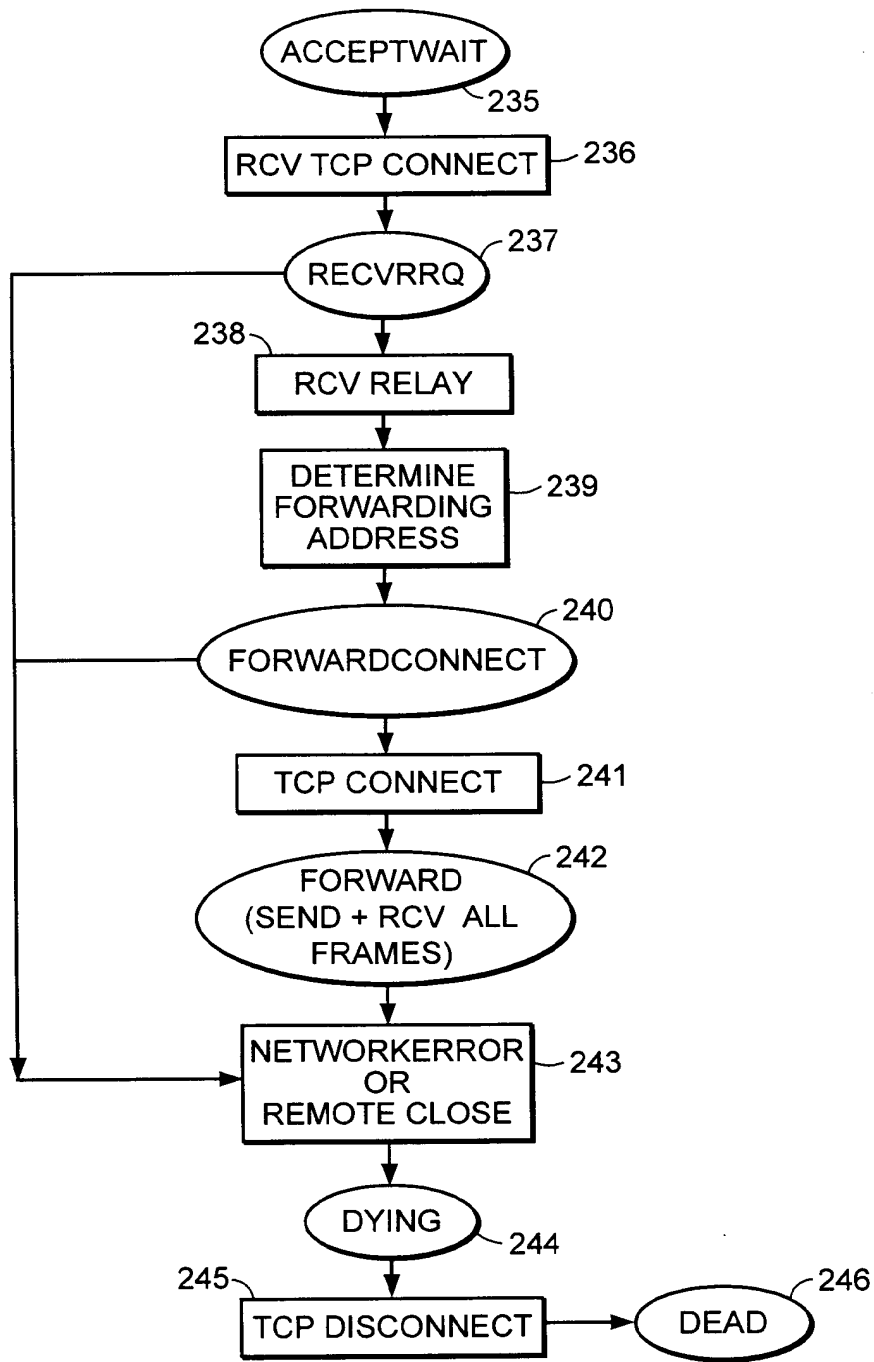 ACCEPTWAIT
235
RCV TCP CONNECT
236
237
RECVRRQ
238
RCV RELAY
DETERMINE
FORWARDING
ADDRESS
239
240
FORWARDCONNECT
TCP CONNECT
241
242
FORWARD
(SEND + RCV ALL
FRAMES)
NETWORKERROR
OR
REMOTE CLOSE
243
DYING
244
245
TCP DISCONNECT
246
DEAD